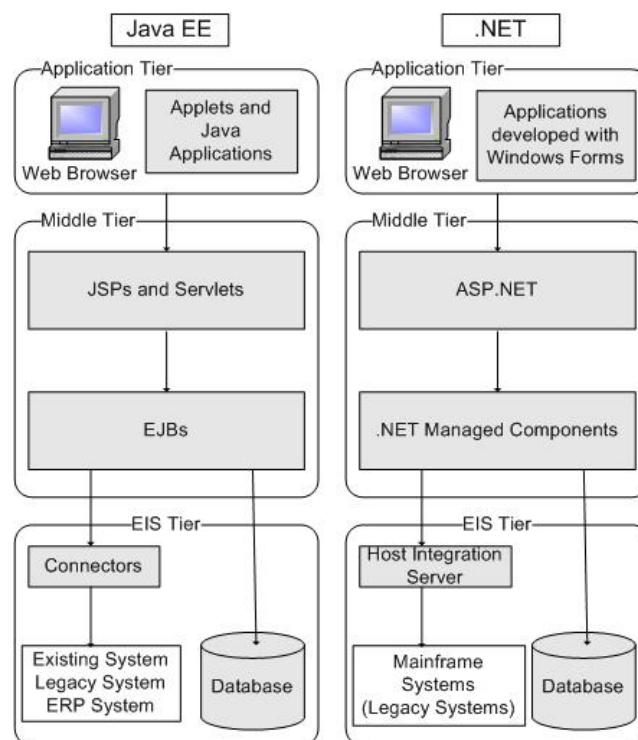 Java EE
Application Tier
Web Browser
Applets and
Java
Applications
Middle Tier
JSPs and Servlets
EJBs
EIS Tier
Connectors
Existing System
Legacy System
ERP System
Database
.NET
Application Tier
Web Browser
Applications
developed with
Windows Forms
Middle Tier
ASP.NET
.NET Managed Components
EIS Tier
Host Integration
Server
Mainframe
Systems
(Legacy Systems)
Database